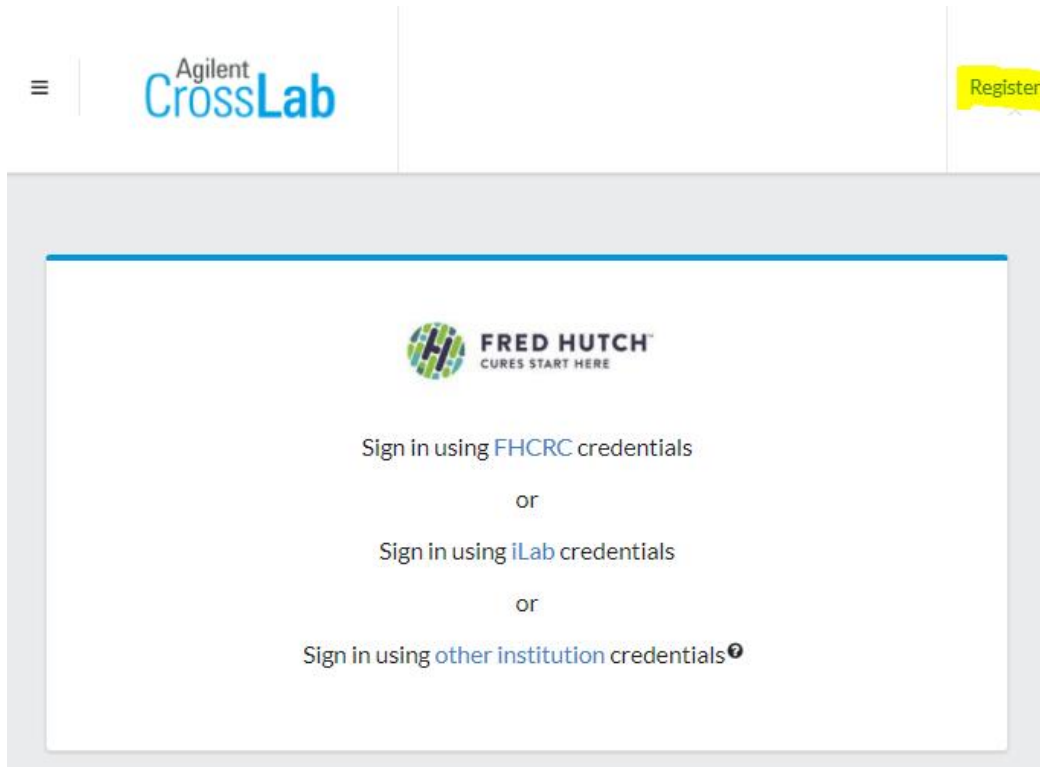 Agilent
CrossLab
Register
FRED HUTCH™
CURES START HERE
Sign in using FHCRC credentials
or
Sign in using iLab credentials
or
Sign in using other institution credentials